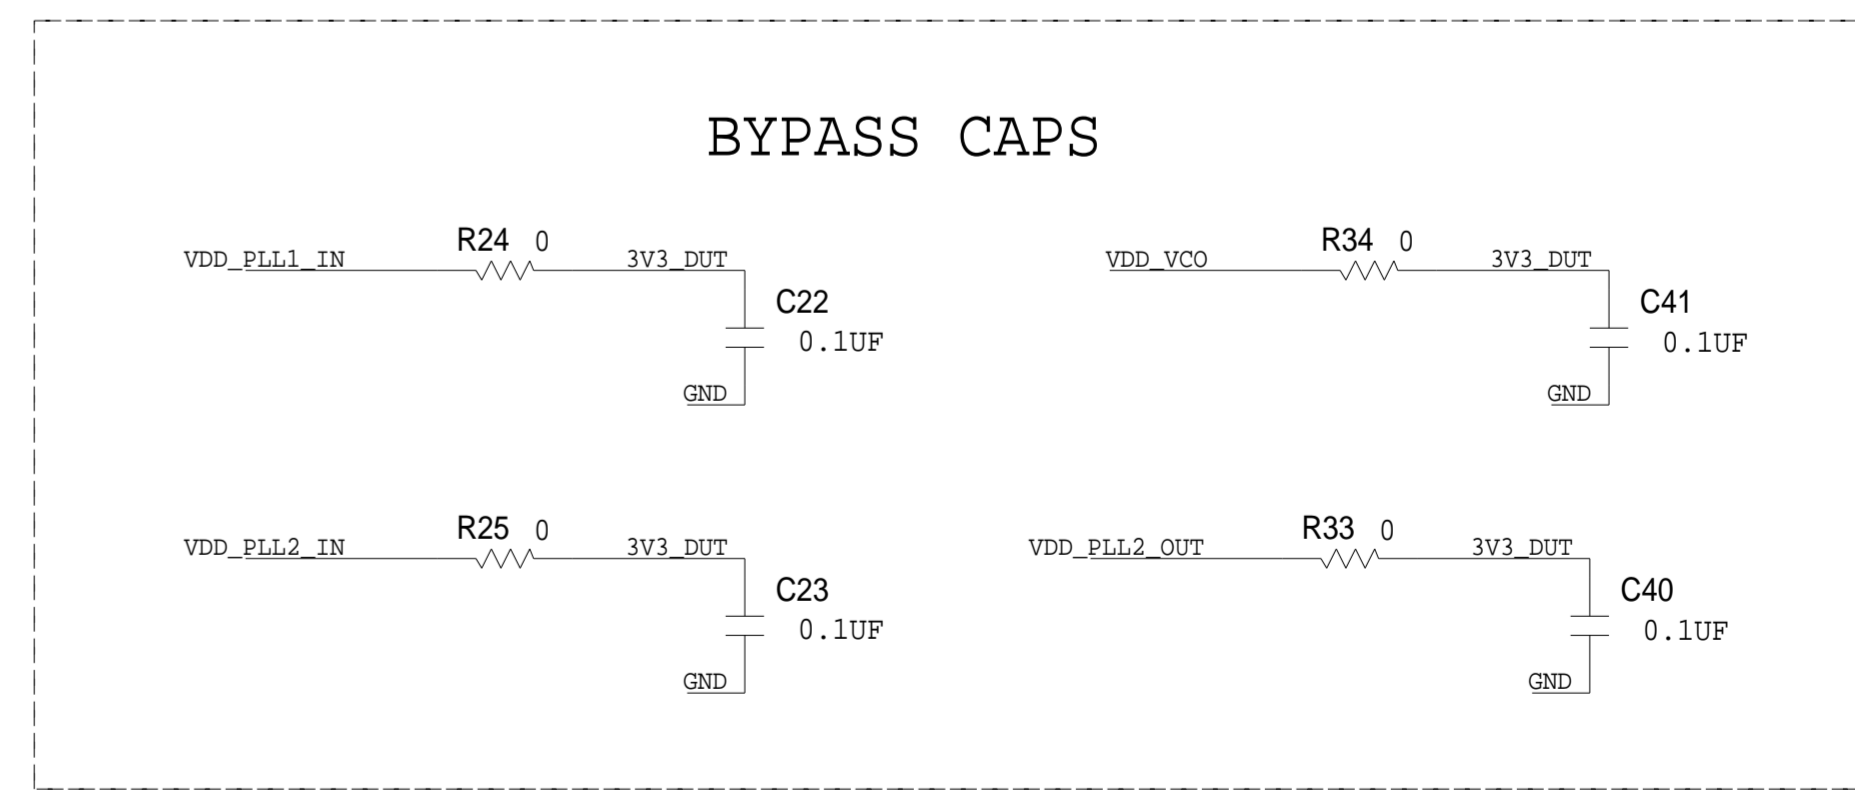 BYPASS CAPS
R24 0
VDD_PLL1_IN 3V3_DUT
C22
0.1UF
GND
R34 0
VDD_VCO 3V3_DUT
C41
0.1UF
GND
R25 0
VDD_PLL2_IN 3V3_DUT
C23
0.1UF
GND
R33 0
VDD_PLL2_OUT 3V3_DUT
C40
0.1UF
GND